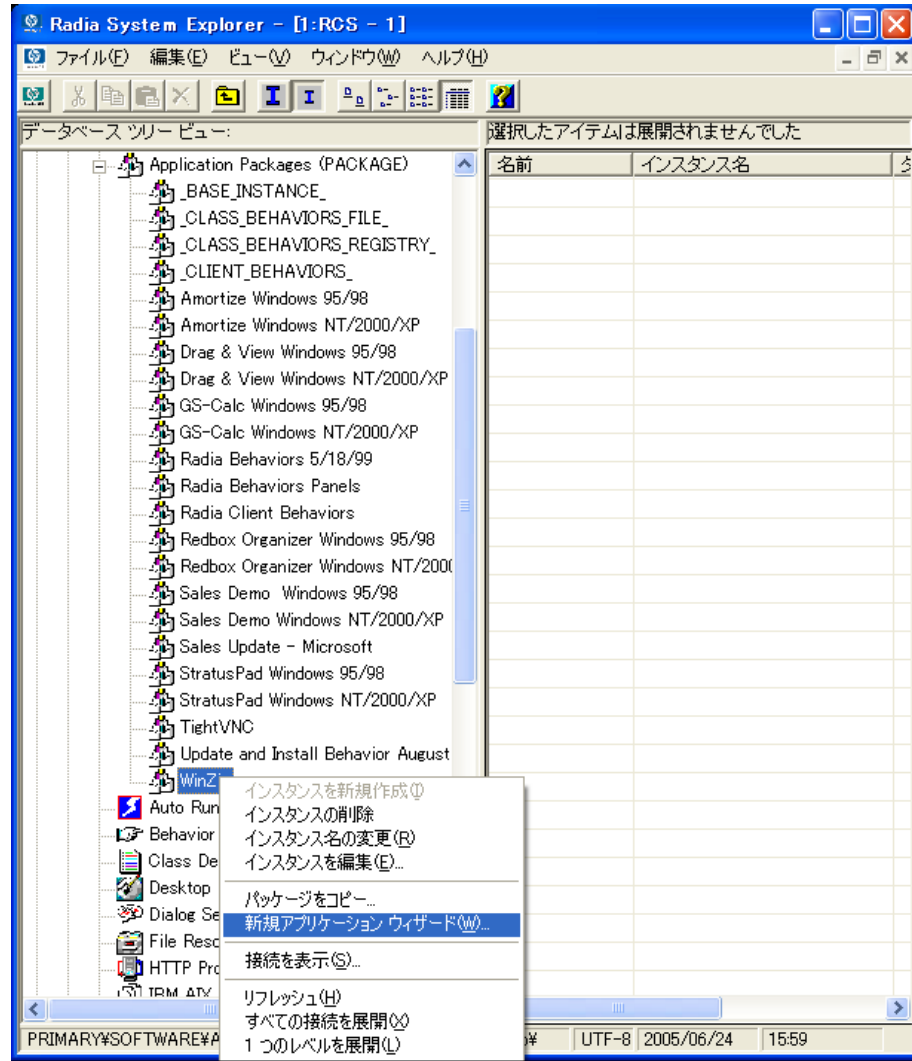 Radia System Explorer - [1:RCS - 1]
ファイル(F) 編集(E) ビュー(V) ウィンドウ(W) ヘルプ(H)
データベース ツリー ビュー:
選択したアイテムは展開されませんでした
名前 インスタンス名
Application Packages (PACKAGE)
_BASE_INSTANCE_
_CLASS_BEHAVIORS_FILE_
_CLASS_BEHAVIORS_REGISTRY_
_CLIENT_BEHAVIORS_
Amortize Windows 95/98
Amortize Windows NT/2000/XP
Drag & View Windows 95/98
Drag & View Windows NT/2000/XP
GS-Calc Windows 95/98
GS-Calc Windows NT/2000/XP
Radia Behaviors 5/18/99
Radia Behaviors Panels
Radia Client Behaviors
Redbox Organizer Windows 95/98
Redbox Organizer Windows NT/200
Sales Demo  Windows 95/98
Sales Demo Windows NT/2000/XP
Sales Update - Microsoft
StratusPad Windows 95/98
StratusPad Windows NT/2000/XP
TightVNC
Update and Install Behavior August
WinZ
Auto Run
Behavior
Class De
Desktop
Dialog Se
File Reso
HTTP Pro
IBM AIX
インスタンスを新規作成(I)
インスタンスの削除
インスタンス名の変更(R)
インスタンスを編集(E)...
パッケージをコピー...
新規アプリケーション ウィザード(W)...
接続を表示(S)...
リフレッシュ(H)
すべての接続を展開(X)
1 つのレベルを展開(L)
PRIMARY¥SOFTWARE¥A
¥ UTF-8 2005/06/24 15:59